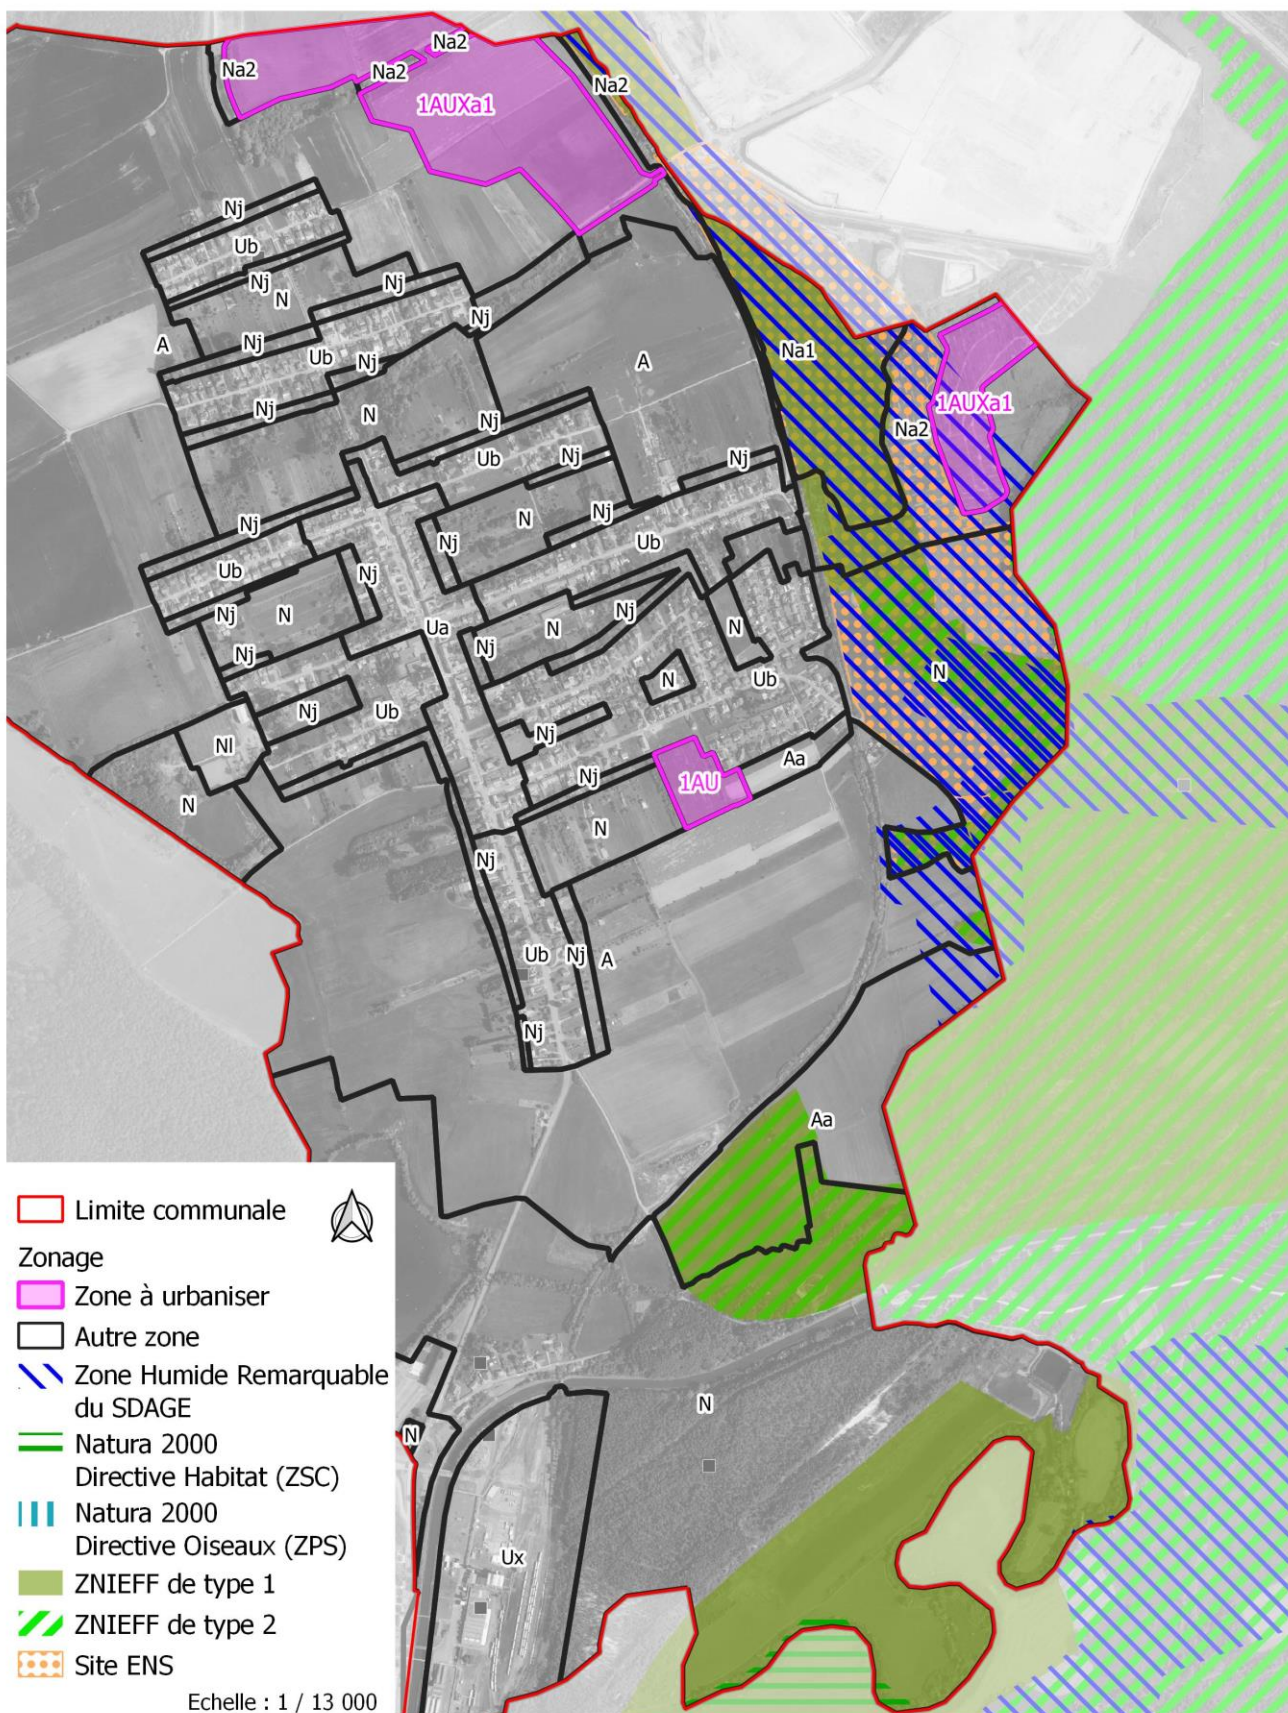 Na2
Na2
Na2
Na2
1AUXa1
Nj
Ub
Nj
N
Nj
Nj
A
Nj
Ub
Nj
A
Na1
Nj
N
Nj
1AUXa1
Na2
Ub
Nj
Nj
Nj
N
Nj
Nj
Ub
Ub
Nj
Nj
N
Nj
Ua
N
Nj
N
Nj
Nj
N
N
Ub
Nj
Ub
Nj
Nl
Nj
1AU
Aa
N
N
Nj
Ub
Nj
A
Nj
Aa
N
N
Ux
Limite communale
Zonage
Zone à urbaniser
Autre zone
Zone Humide Remarquable
du SDAGE
Natura 2000
Directive Habitat (ZSC)
Natura 2000
Directive Oiseaux (ZPS)
ZNIEFF de type 1
ZNIEFF de type 2
Site ENS
Echelle : 1 / 13 000